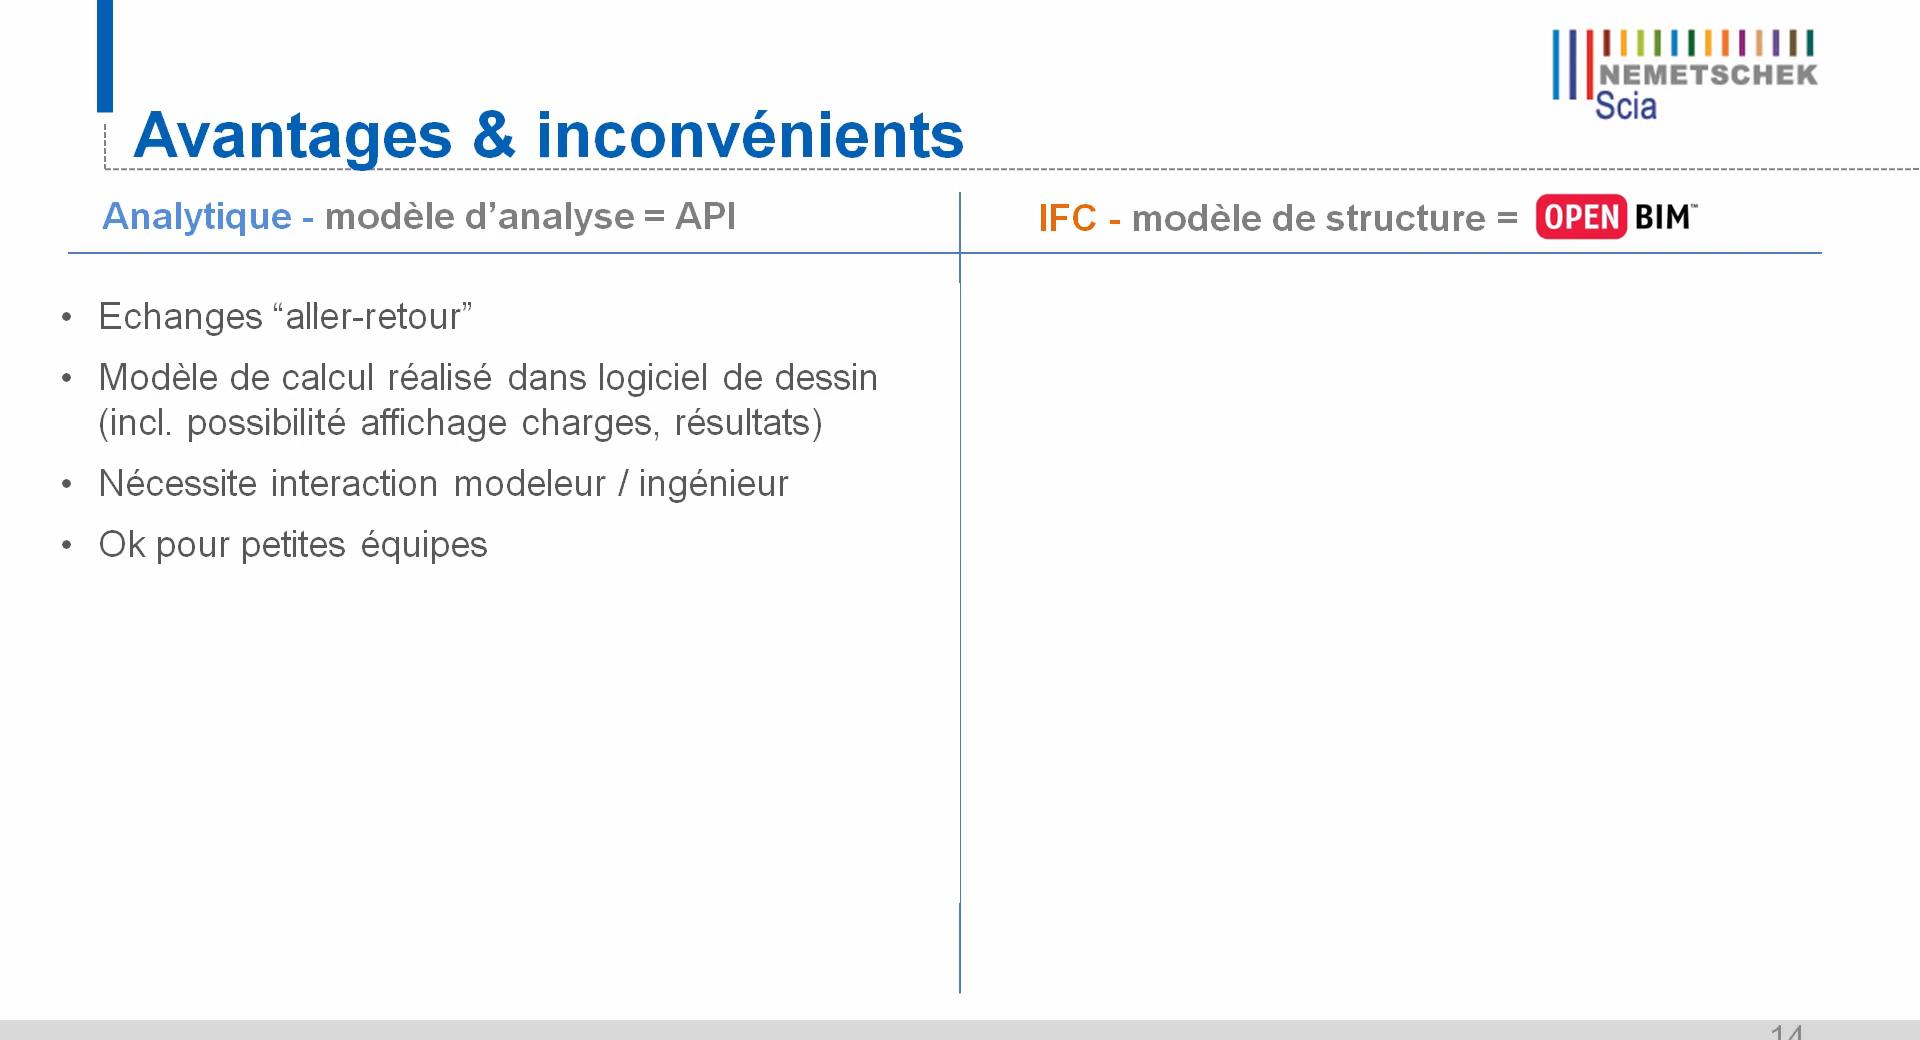 NEMETSCHEK
Scia
Avantages & inconvénients
Analytique - modèle d’analyse = API
IFC - modèle de structure = OPEN BIM™
• Echanges “aller-retour”
• Modèle de calcul réalisé dans logiciel de dessin
(incl. possibilité affichage charges, résultats)
• Nécessite interaction modeleur / ingénieur
• Ok pour petites équipes
14